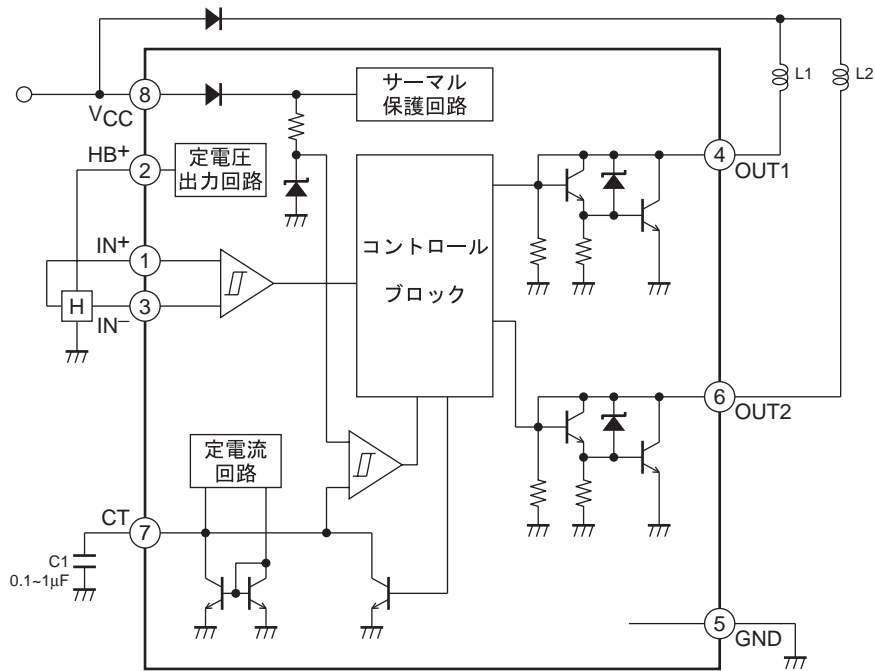 L1
L2
8
VCC
サーマル
保護回路
4
OUT1
HB+
2
定電圧
出力回路
IN+
1
コントロール
ブロック
H
3
IN−
6
OUT2
定電流
回路
CT
7
C1
0.1~1μF
5
GND